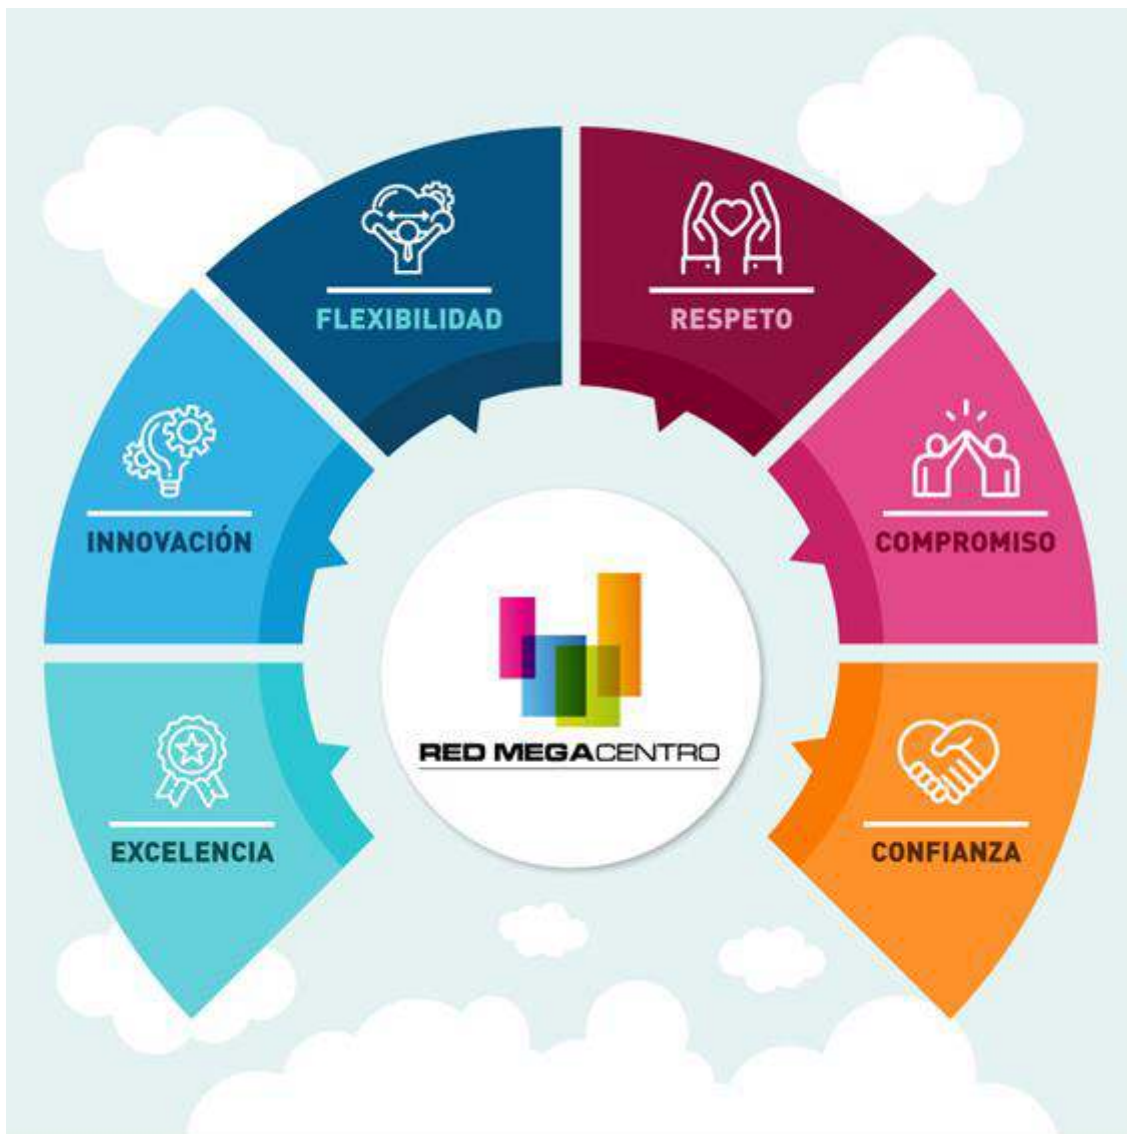 FLEXIBILIDAD
RESPETO
INNOVACIÓN
COMPROMISO
RED MEGACENTRO
EXCELENCIA
CONFIANZA